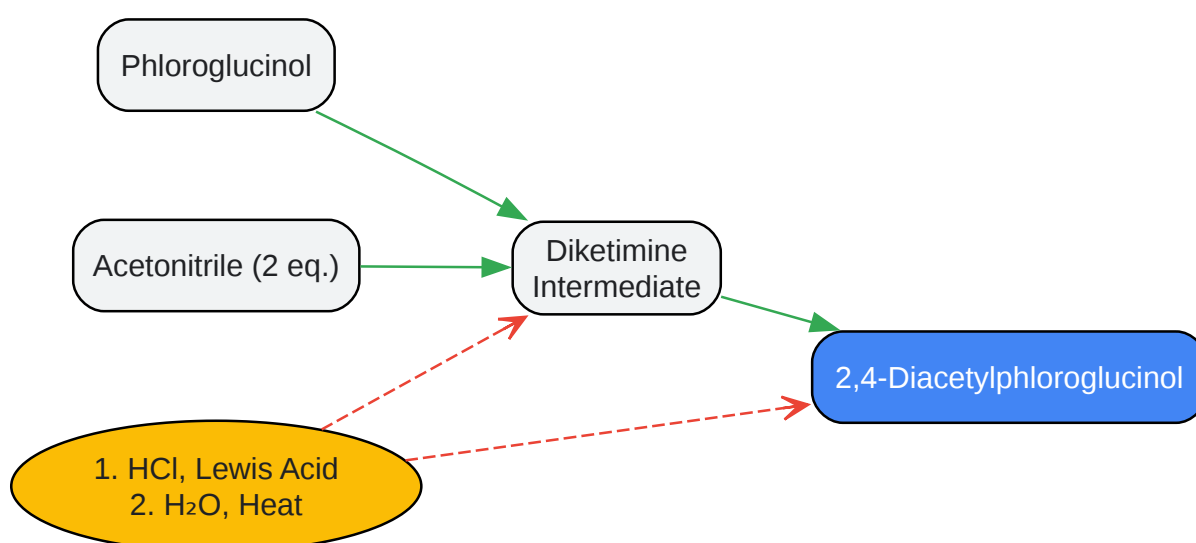 Phloroglucinol
Acetonitrile (2 eq.)
Diketimine
Intermediate
2,4-Diacetylphloroglucinol
1. HCl, Lewis Acid
2. H₂O, Heat